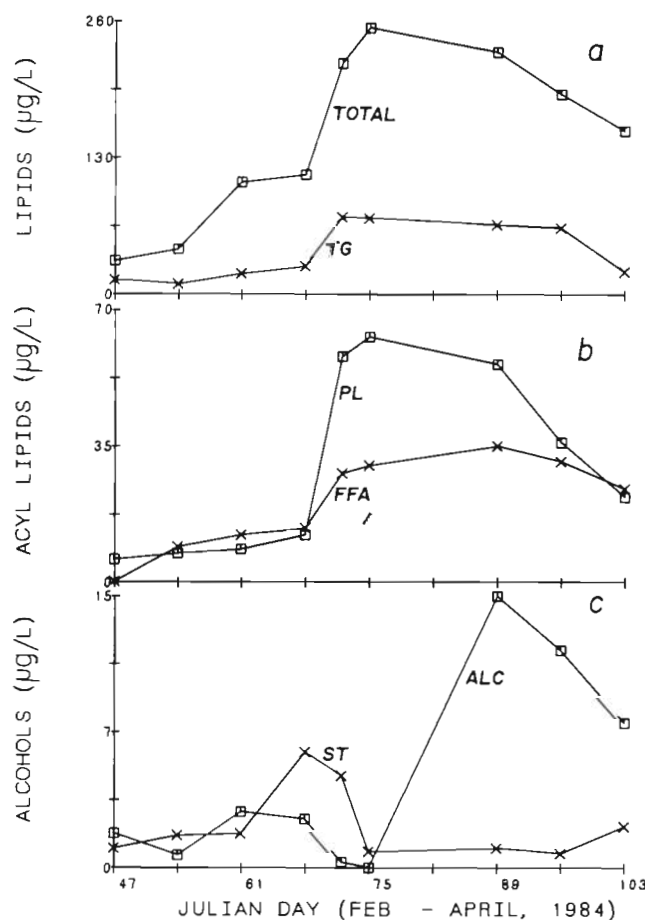 260
a
LIPIDS (µg/L)
TOTAL
130
TG
0
70
b
ACYL LIPIDS (µg/L)
PL
35
FFA
0
15
c
ALCOHOLS (µg/L)
ALC
7
ST
0
47 61 75 89 103
JULIAN DAY (FEB - APRIL, 1984)